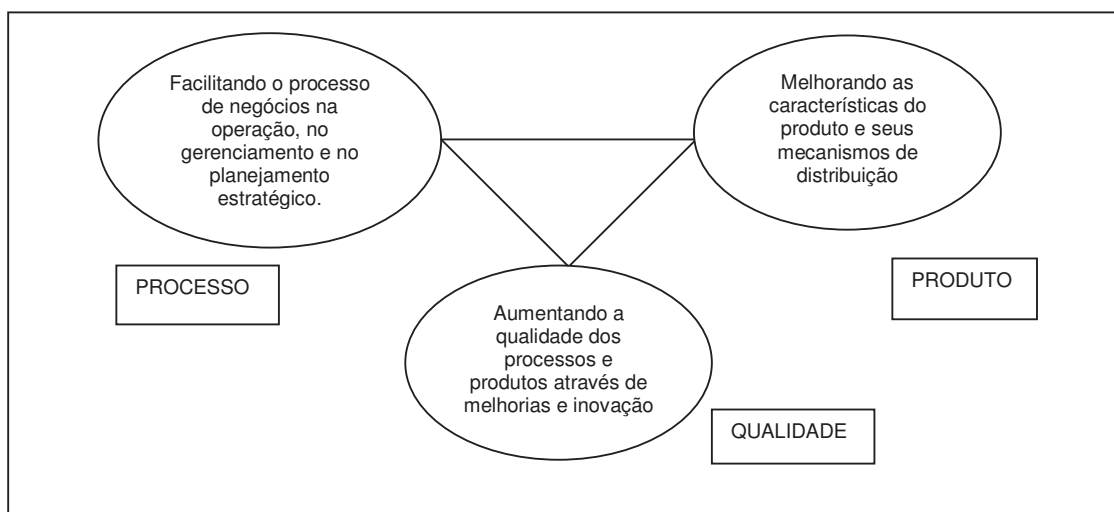 Facilitando o processo
de negócios na
operação, no
gerenciamento e no
planejamento
estratégico.
Melhorando as
características do
produto e seus
mecanismos de
distribuição
PROCESSO
PRODUTO
Aumentando a
qualidade dos
processos e
produtos através de
melhorias e inovação
QUALIDADE